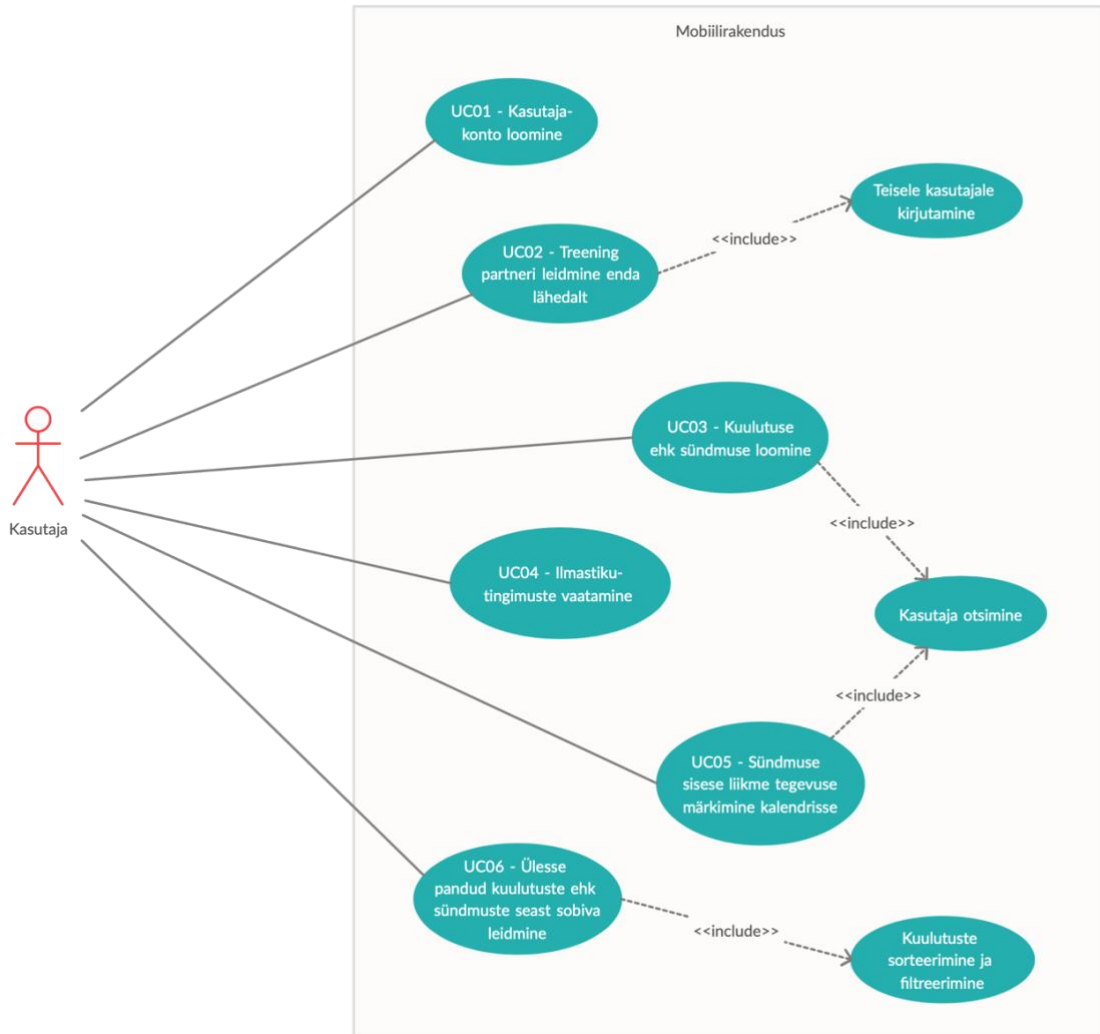 Mobiilirakendus
UC01 - Kasutaja-
konto loomine
Teisele kasutajale
kirjutamine
<<include>>
UC02 - Treening
partneri leidmine enda
lähedalt
UC03 - Kuulutuse
ehk sündmuse loomine
<<include>>
Kasutaja
UC04 - Ilmastiku-
tingimuste vaatamine
Kasutaja otsimine
<<include>>
UC05 - Sündmuse
sisese liikme tegevuse
märkimine kalendrisse
UC06 - Ülesse
pandud kuulutuste ehk
sündmuste seast sobiva
leidmine
<<include>>
Kuulutuste
sorteerimine ja
filtreerimine